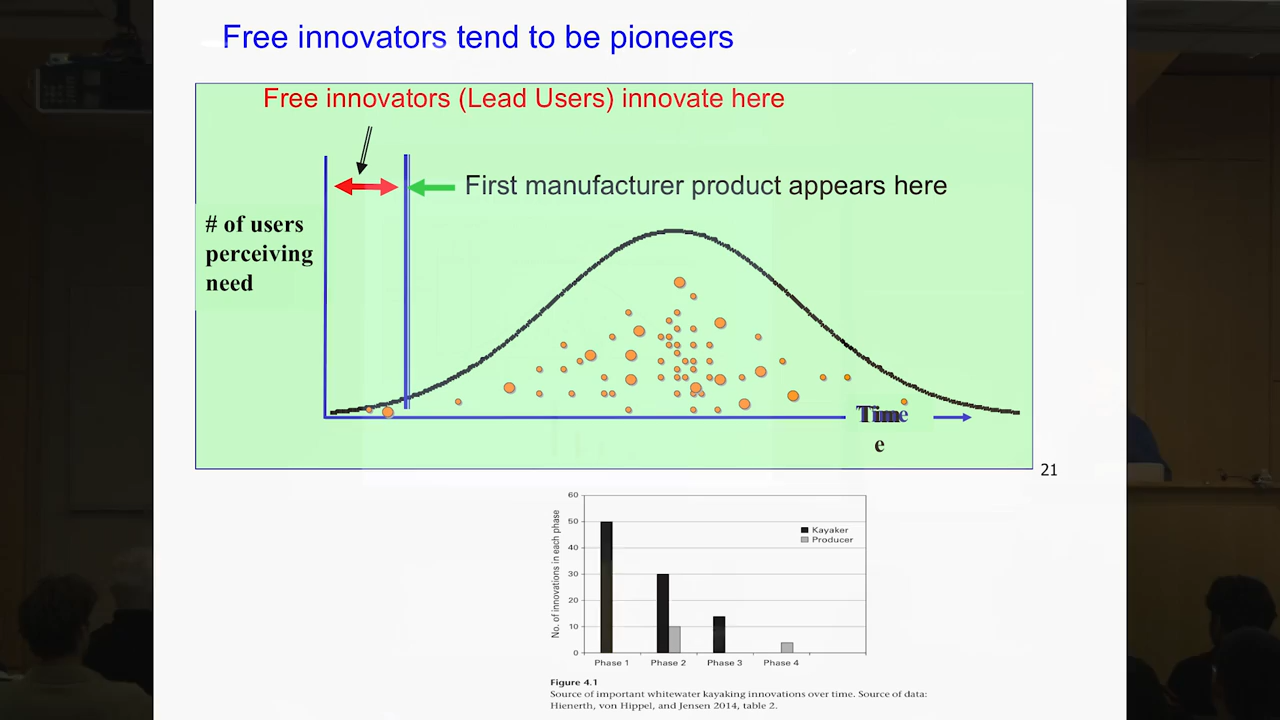 Free innovators tend to be pioneers
Free innovators (Lead Users) innovate here
First manufacturer product appears here
# of users
perceiving
need
Time
e
21
60
50
40
30
20
10
0
No. of innovations in each phase
Kayaker
Producer
Phase 1
Phase 2
Phase 3
Phase 4
Figure 4.1
Source of important whitewater kayaking innovations over time. Source of data:
Hienerth, von Hippel, and Jensen 2014, table 2.